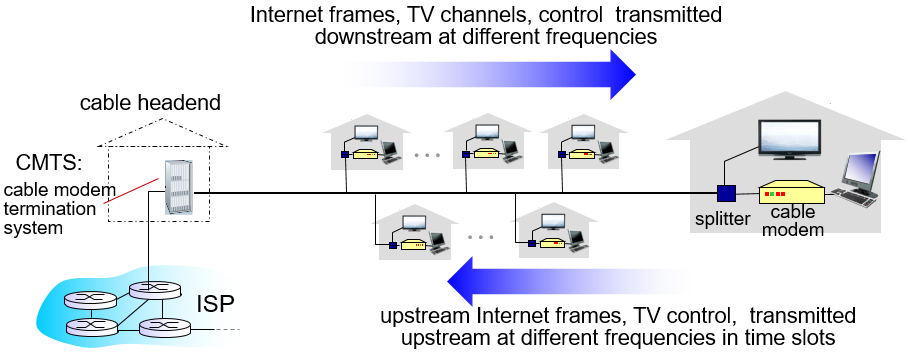 Internet frames, TV channels, control transmitted
downstream at different frequencies
cable headend
CMTS:
cable modem
termination
system
splitter
cable
modem
ISP
upstream Internet frames, TV control, transmitted
upstream at different frequencies in time slots